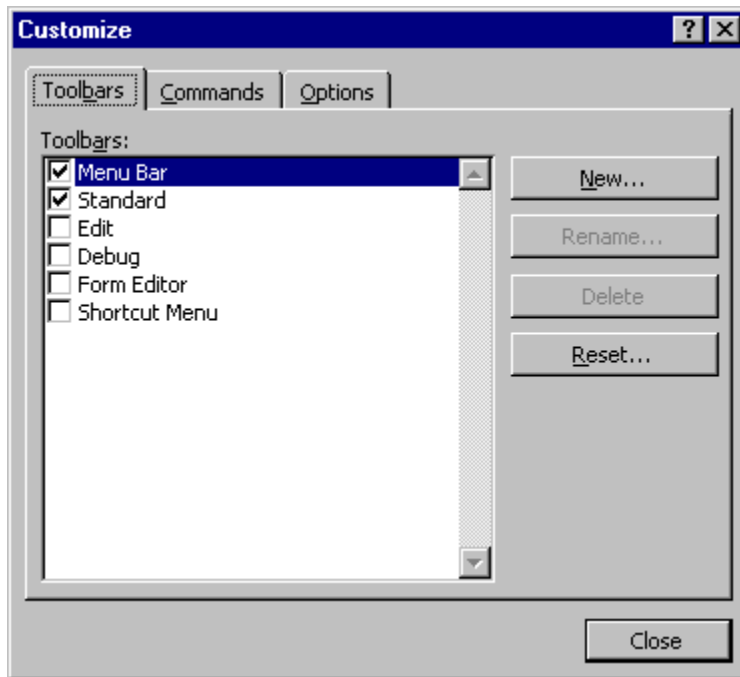 Customize
Toolbars Commands Options
Toolbars:
Menu Bar
Standard
Edit
Debug
Form Editor
Shortcut Menu
New...
Rename...
Delete
Reset...
Close